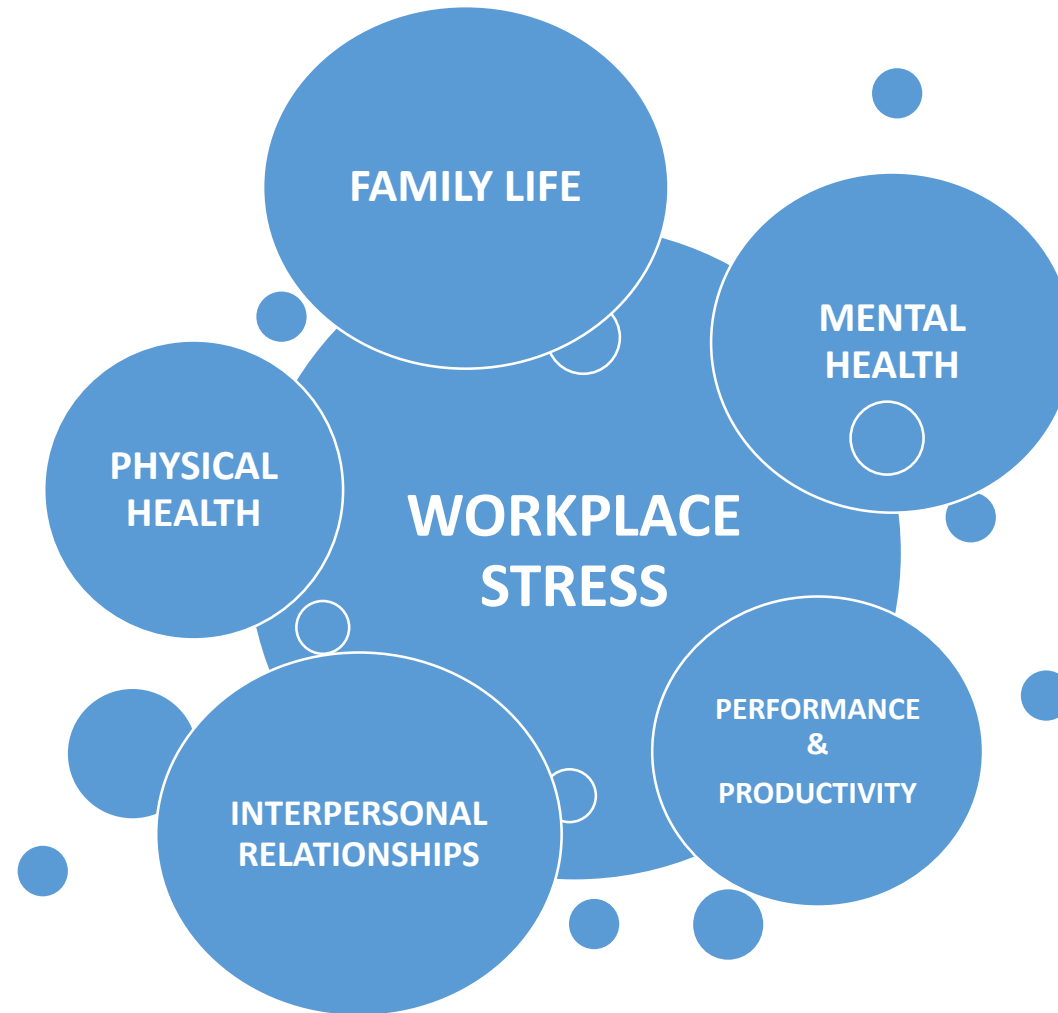 FAMILY LIFE
MENTAL
HEALTH
PHYSICAL
HEALTH
WORKPLACE
STRESS
PERFORMANCE
&
PRODUCTIVITY
INTERPERSONAL
RELATIONSHIPS